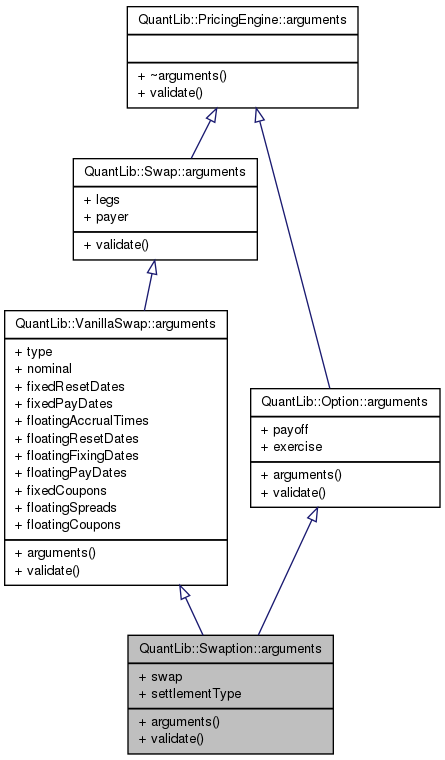 QuantLib::PricingEngine::arguments
+ ~arguments()
+ validate()
QuantLib::Swap::arguments
+ legs
+ payer
+ validate()
QuantLib::VanillaSwap::arguments
+ type
+ nominal
+ fixedResetDates
+ fixedPayDates
+ floatingAccrualTimes
+ floatingResetDates
+ floatingFixingDates
+ floatingPayDates
+ fixedCoupons
+ floatingSpreads
+ floatingCoupons
+ arguments()
+ validate()
QuantLib::Option::arguments
+ payoff
+ exercise
+ arguments()
+ validate()
QuantLib::Swaption::arguments
+ swap
+ settlementType
+ arguments()
+ validate()